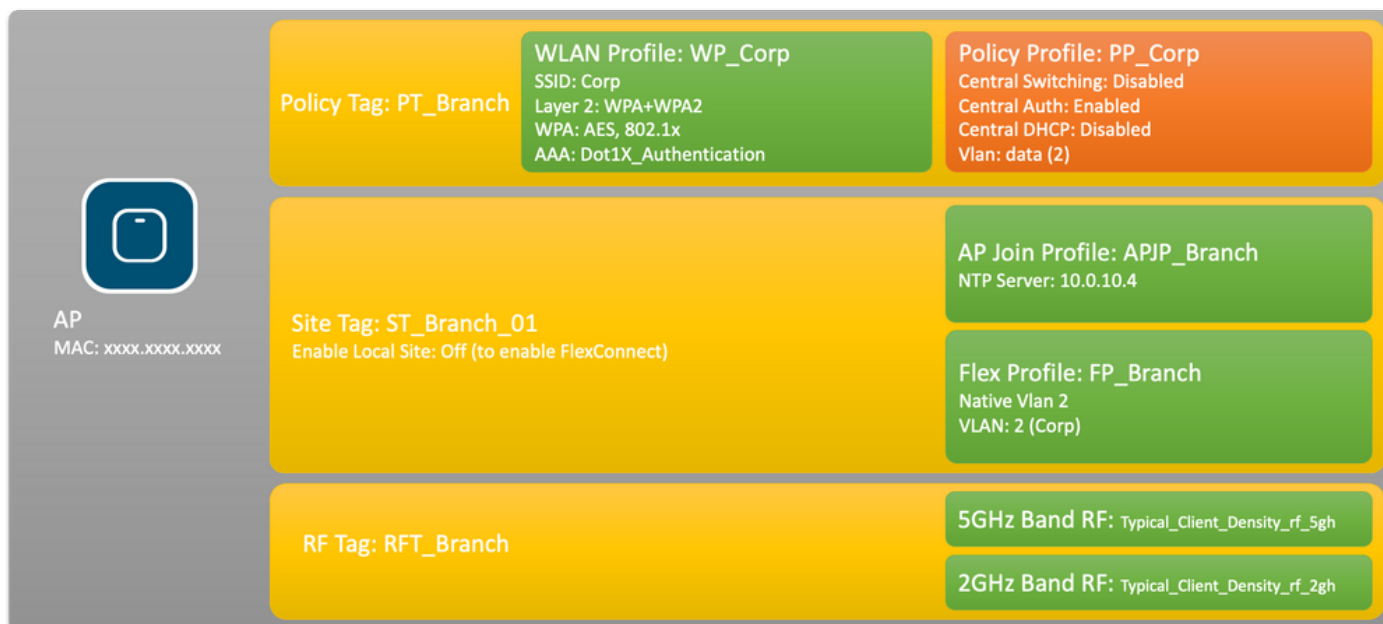 Policy Tag: PT_Branch
WLAN Profile: WP_Corp
SSID: Corp
Layer 2: WPA+WPA2
WPA: AES, 802.1x
AAA: Dot1X_Authentication
Policy Profile: PP_Corp
Central Switching: Disabled
Central Auth: Enabled
Central DHCP: Disabled
Vlan: data (2)
AP
MAC: xxxx.xxxx.xxxx
Site Tag: ST_Branch_01
Enable Local Site: Off (to enable FlexConnect)
AP Join Profile: APJP_Branch
NTP Server: 10.0.10.4
Flex Profile: FP_Branch
Native Vlan 2
VLAN: 2 (Corp)
RF Tag: RFT_Branch
5GHz Band RF: Typical_Client_Density_rf_5gh
2GHz Band RF: Typical_Client_Density_rf_2gh